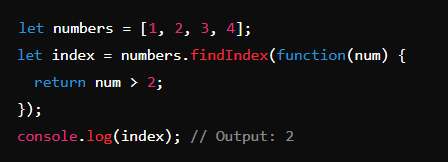 let numbers = [1, 2, 3, 4];
let index = numbers.findIndex(function(num) {
  return num > 2;
});
console.log(index); // Output: 2